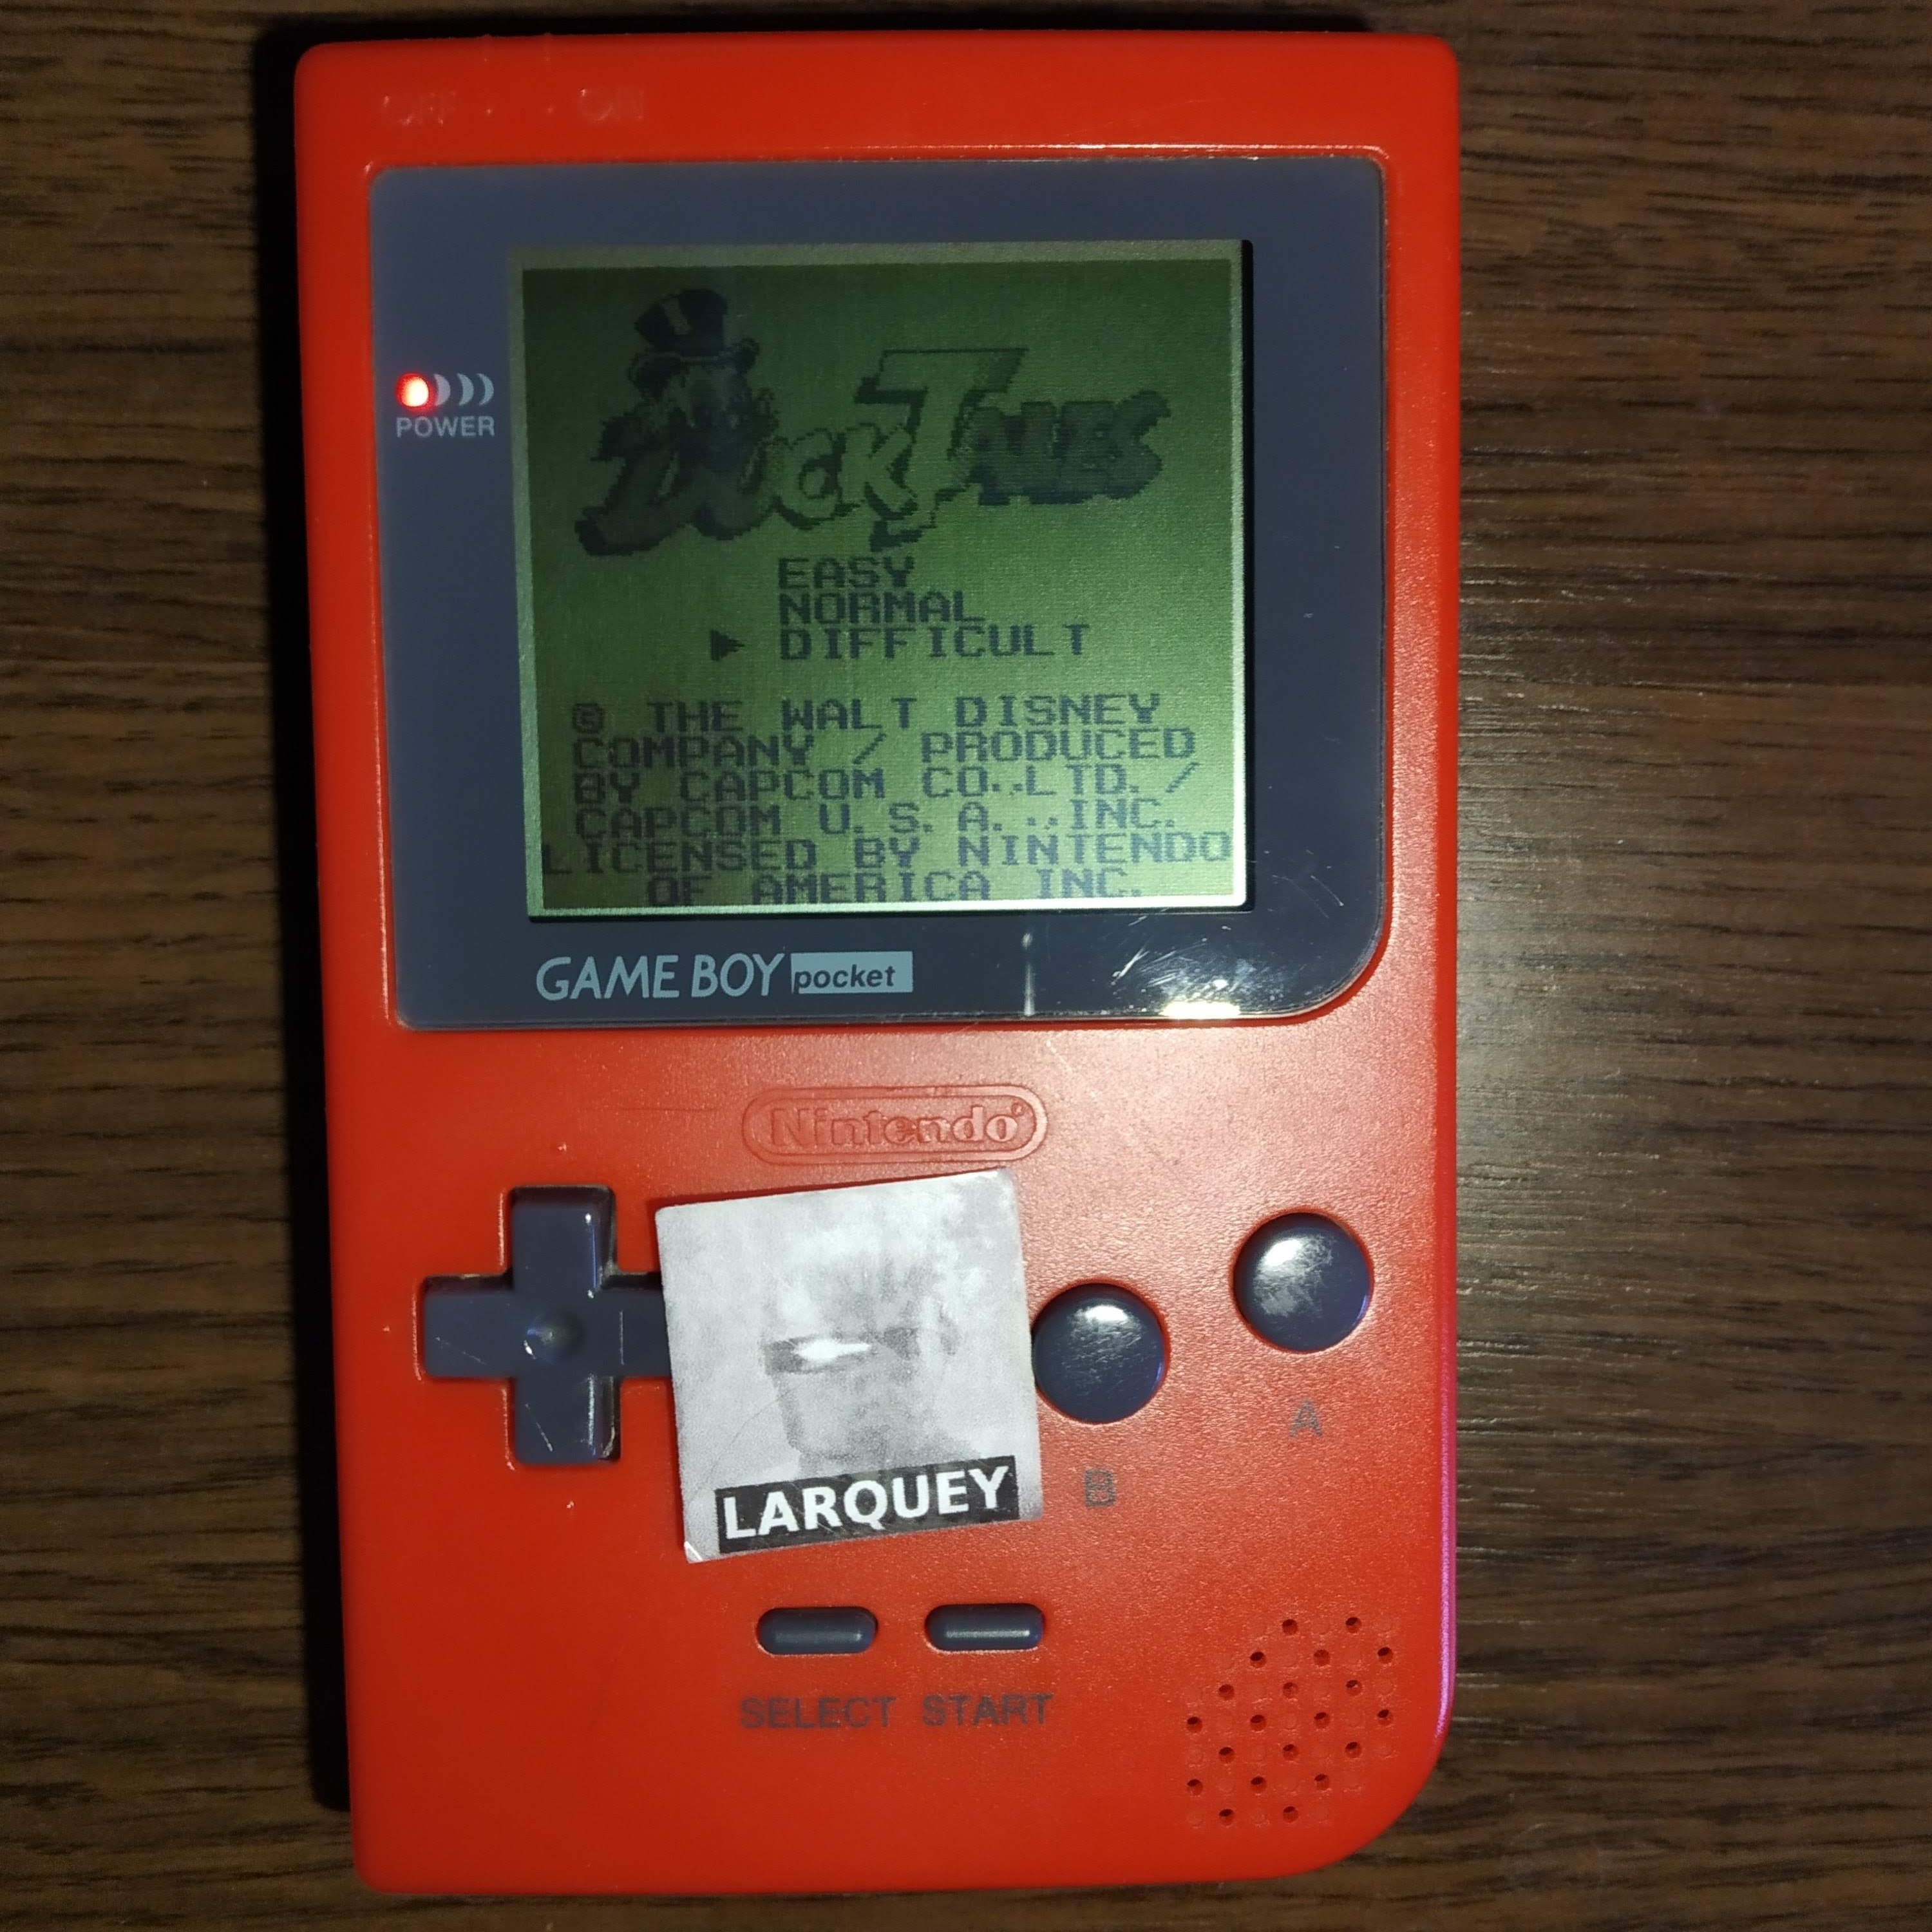 OFF ON
POWER
DUCKTALES
EASY
NORMAL
▶ DIFFICULT
© THE WALT DISNEY
COMPANY / PRODUCED
BY CAPCOM CO.,LTD./
CAPCOM U.S.A.,INC.
LICENSED BY NINTENDO
OF AMERICA INC.
GAME BOY pocket
Nintendo®
LARQUEY
A
B
SELECT START